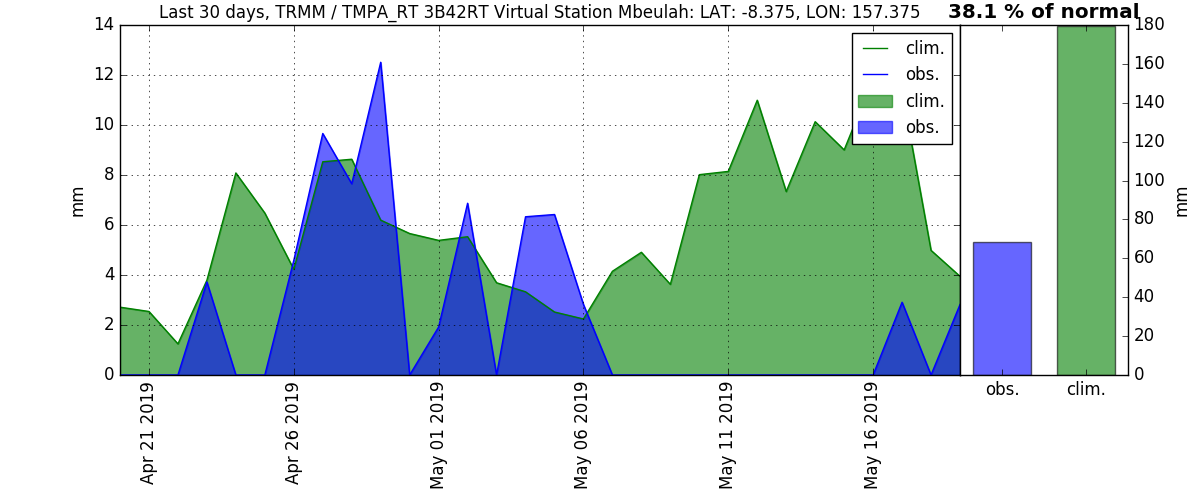 Last 30 days, TRMM / TMPA_RT 3B42RT Virtual Station Mbeulah: LAT: -8.375, LON: 157.375
38.1 % of normal
14
12
10
8
6
4
2
0
mm
clim.
obs.
clim.
obs.
180
160
140
120
100
80
60
40
20
0
mm
Apr 21 2019
Apr 26 2019
May 01 2019
May 06 2019
May 11 2019
May 16 2019
obs.
clim.